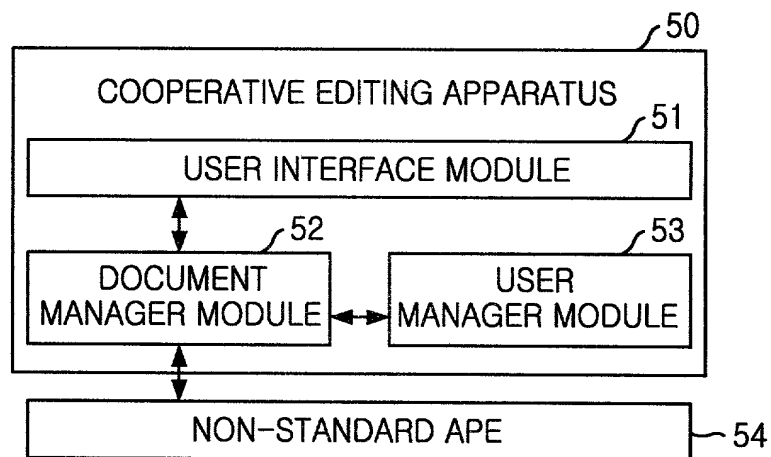 50
COOPERATIVE EDITING APPARATUS
51
USER INTERFACE MODULE
52
53
DOCUMENT
MANAGER MODULE
USER
MANAGER MODULE
NON-STANDARD APE
54